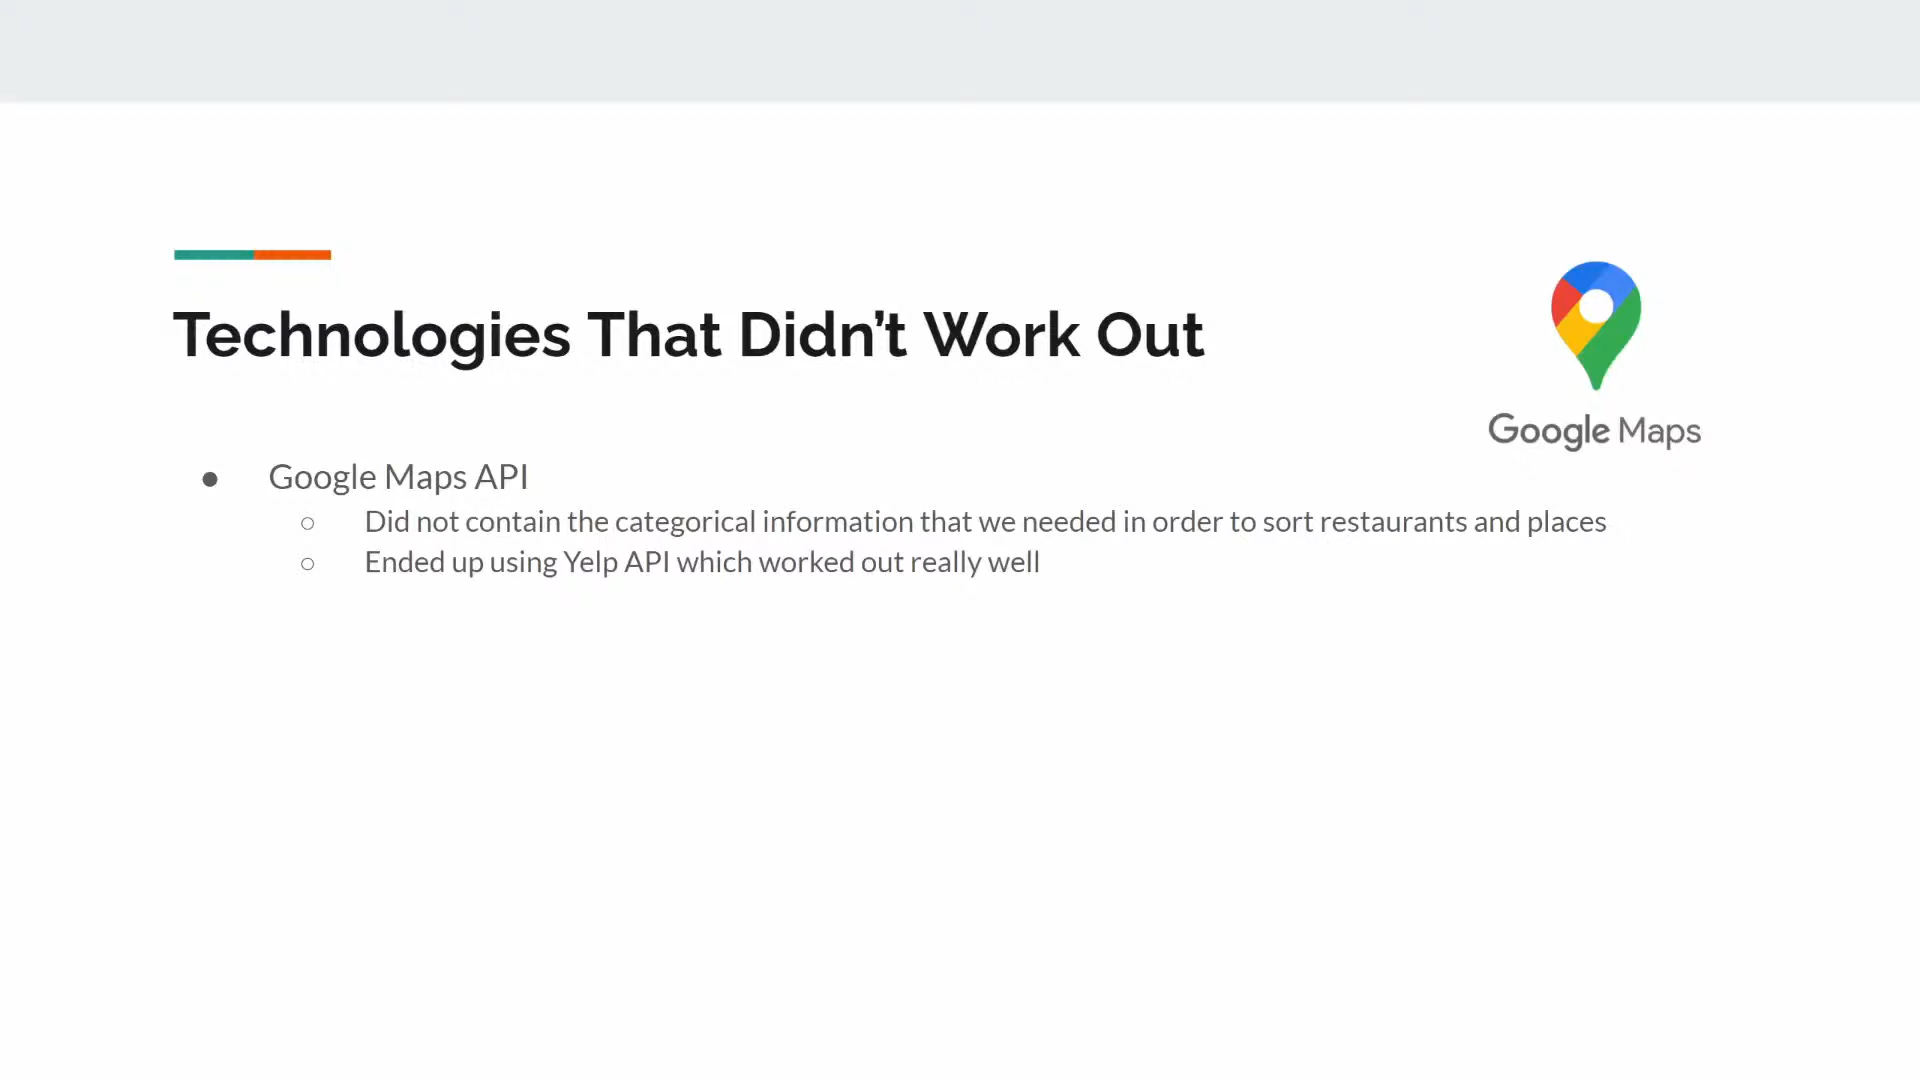 Technologies That Didn’t Work Out
Google Maps
● Google Maps API
○ Did not contain the categorical information that we needed in order to sort restaurants and places
○ Ended up using Yelp API which worked out really well